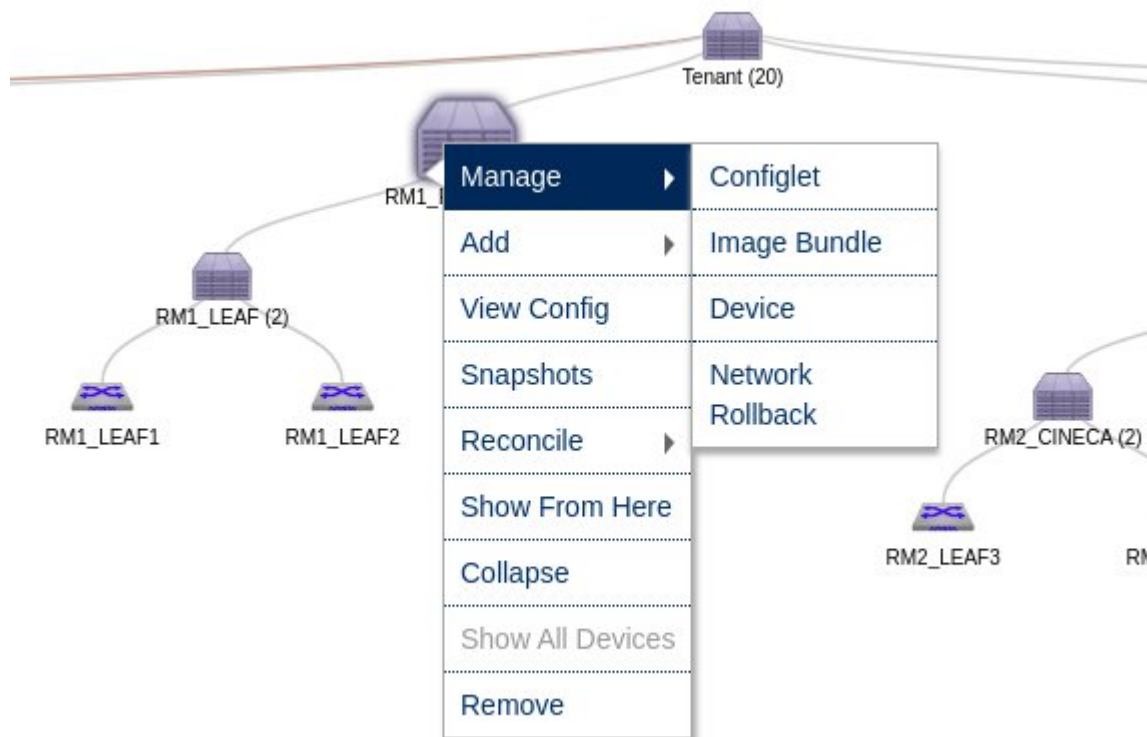 Tenant (20)
RM1_
Manage
Configlet
Add
Image Bundle
View Config
Device
Snapshots
Network
Rollback
Reconcile
Show From Here
Collapse
Show All Devices
Remove
RM1_LEAF (2)
RM1_LEAF1
RM1_LEAF2
RM2_CINECA (2)
RM2_LEAF3